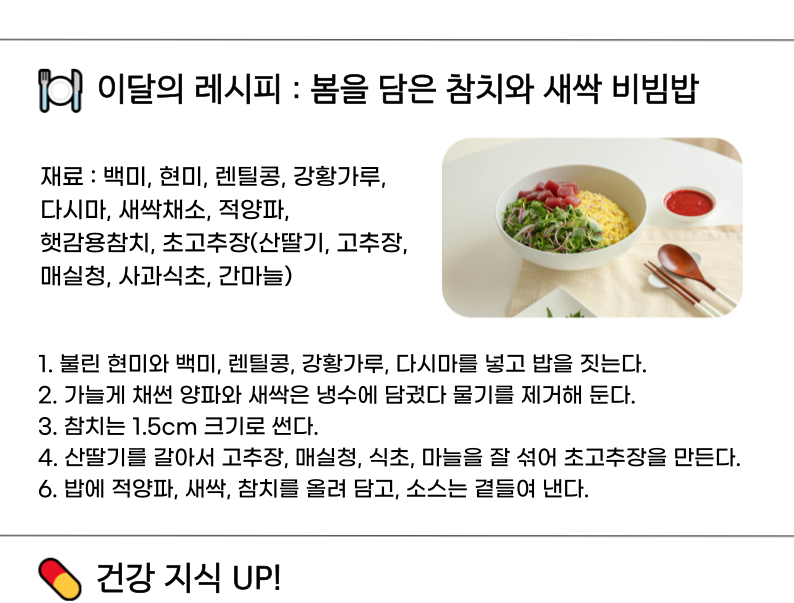 이달의 레시피 : 봄을 담은 참치와 새싹 비빔밥
재료 : 백미, 현미, 렌틸콩, 강황가루,
다시마, 새싹채소, 적양파,
햇감용참치, 초고추장(산딸기, 고추장,
매실청, 사과식초, 간마늘)
1. 불린 현미와 백미, 렌틸콩, 강황가루, 다시마를 넣고 밥을 짓는다.
2. 가늘게 채썬 양파와 새싹은 냉수에 담궜다 물기를 제거해 둔다.
3. 참치는 1.5cm 크기로 썬다.
4. 산딸기를 갈아서 고추장, 매실청, 식초, 마늘을 잘 섞어 초고추장을 만든다.
6. 밥에 적양파, 새싹, 참치를 올려 담고, 소스는 곁들여 낸다.
건강 지식 UP!